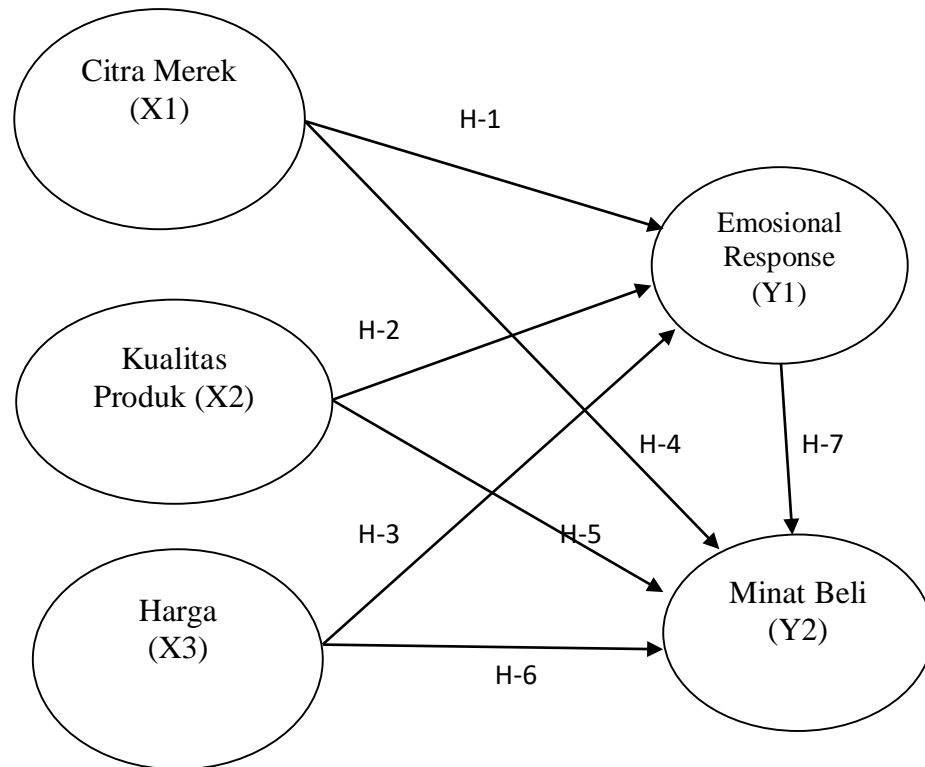 Citra Merek
(X1)
H-1
Emosional
Response
(Y1)
H-2
Kualitas
Produk (X2)
H-4
H-7
H-3
H-5
Harga
(X3)
Minat Beli
(Y2)
H-6